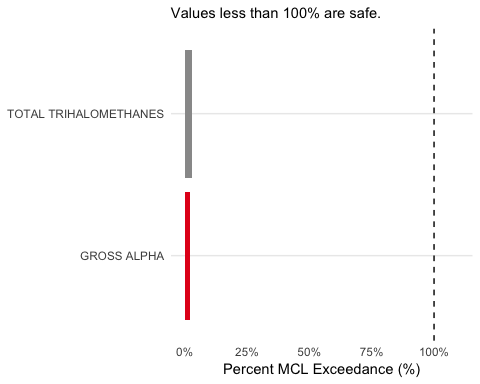 Values less than 100% are safe.
TOTAL TRIHALOMETHANES
GROSS ALPHA
0% 25% 50% 75% 100%
Percent MCL Exceedance (%)